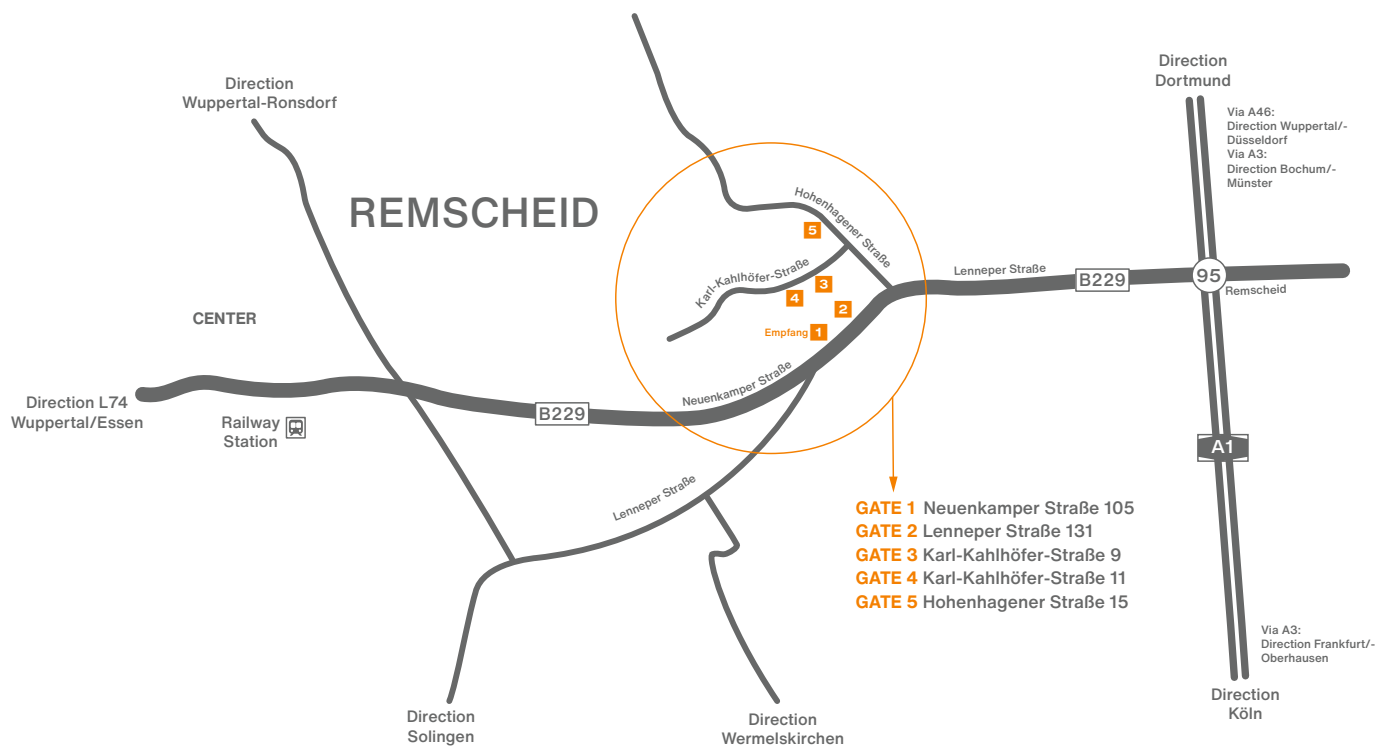 Direction
Dortmund
Direction
Wuppertal-Ronsdorf
Via A46:
Direction Wuppertal/-
Düsseldorf
Via A3:
Direction Bochum/-
Münster
REMSCHEID
Hohenhagener Straße
5
Karl-Kahlhöfer-Straße
Lenneper Straße
B229
95
Remscheid
3
4
2
Empfang 1
CENTER
Neuenkamper Straße
Direction L74
Wuppertal/Essen
Railway
Station
B229
A1
Lenneper Straße
GATE 1 Neuenkamper Straße 105
GATE 2 Lenneper Straße 131
GATE 3 Karl-Kahlhöfer-Straße 9
GATE 4 Karl-Kahlhöfer-Straße 11
GATE 5 Hohenhagener Straße 15
Via A3:
Direction Frankfurt/-
Oberhausen
Direction
Köln
Direction
Solingen
Direction
Wermelskirchen